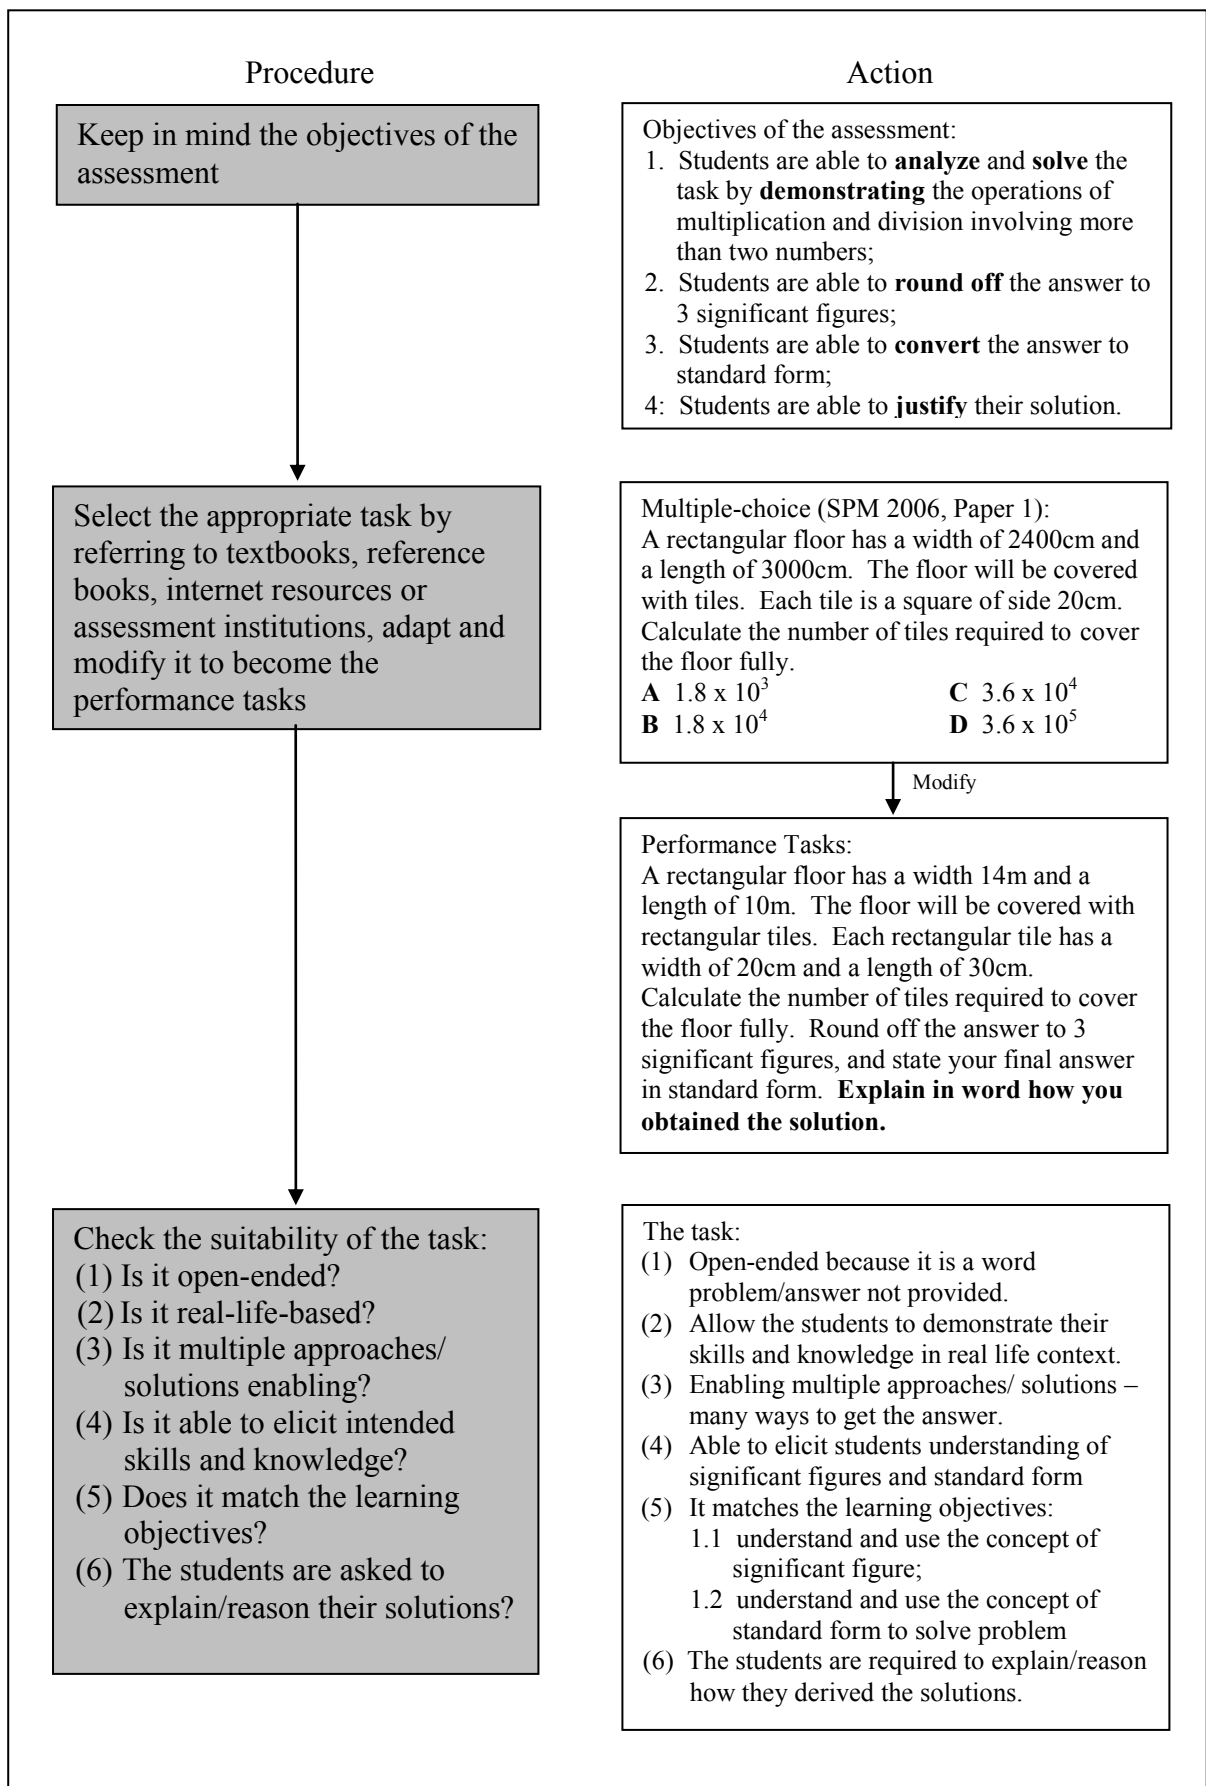 Procedure
Action
Keep in mind the objectives of the
assessment
Objectives of the assessment:
1. Students are able to analyze and solve the
task by demonstrating the operations of
multiplication and division involving more
than two numbers;
2. Students are able to round off the answer to
3 significant figures;
3. Students are able to convert the answer to
standard form;
4: Students are able to justify their solution.
Select the appropriate task by
referring to textbooks, reference
books, internet resources or
assessment institutions, adapt and
modify it to become the
performance tasks
Multiple-choice (SPM 2006, Paper 1):
A rectangular floor has a width of 2400cm and
a length of 3000cm. The floor will be covered
with tiles. Each tile is a square of side 20cm.
Calculate the number of tiles required to cover
the floor fully.
A 1.8 x 10³ C 3.6 x 10⁴
B 1.8 x 10⁴ D 3.6 x 10⁵
Modify
Performance Tasks:
A rectangular floor has a width 14m and a
length of 10m. The floor will be covered with
rectangular tiles. Each rectangular tile has a
width of 20cm and a length of 30cm.
Calculate the number of tiles required to cover
the floor fully. Round off the answer to 3
significant figures, and state your final answer
in standard form. Explain in word how you
obtained the solution.
Check the suitability of the task:
(1) Is it open-ended?
(2) Is it real-life-based?
(3) Is it multiple approaches/
solutions enabling?
(4) Is it able to elicit intended
skills and knowledge?
(5) Does it match the learning
objectives?
(6) The students are asked to
explain/reason their solutions?
The task:
(1) Open-ended because it is a word
problem/answer not provided.
(2) Allow the students to demonstrate their
skills and knowledge in real life context.
(3) Enabling multiple approaches/ solutions –
many ways to get the answer.
(4) Able to elicit students understanding of
significant figures and standard form
(5) It matches the learning objectives:
1.1 understand and use the concept of
significant figure;
1.2 understand and use the concept of
standard form to solve problem
(6) The students are required to explain/reason
how they derived the solutions.